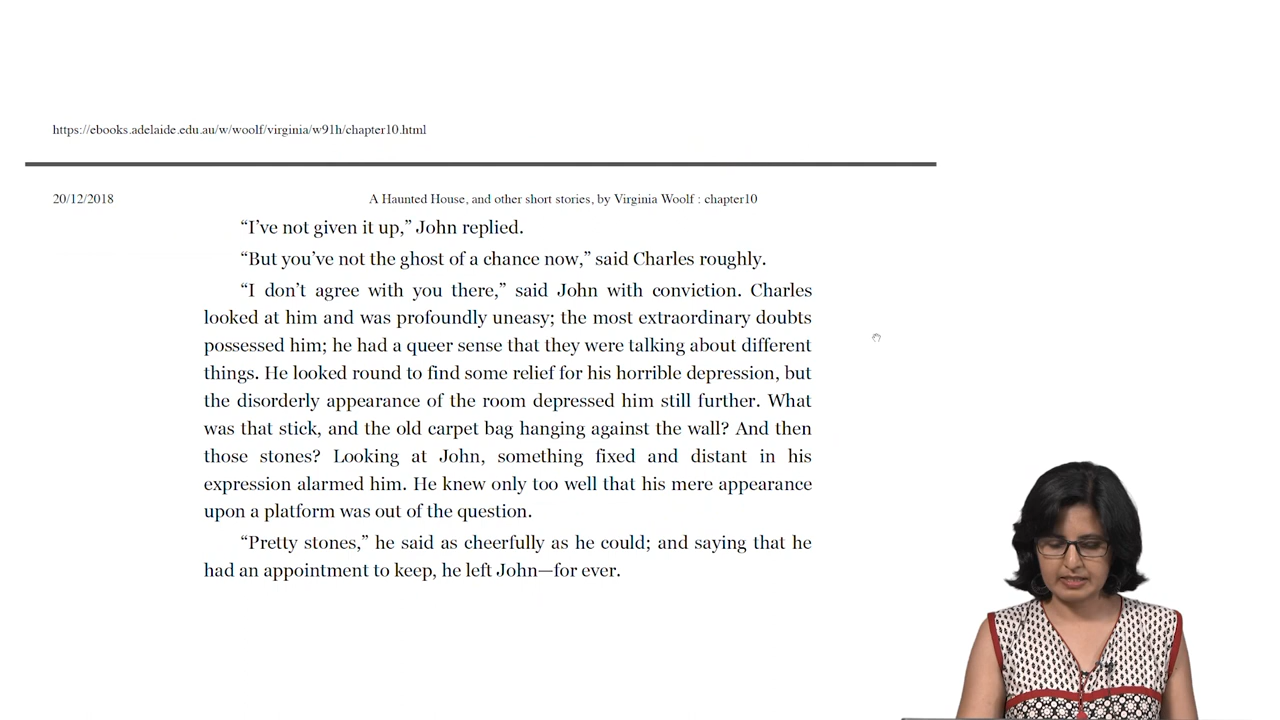 https://ebooks.adelaide.edu.au/w/woolf/virginia/w91h/chapter10.html
20/12/2018
A Haunted House, and other short stories, by Virginia Woolf : chapter10
“I’ve not given it up,” John replied.
“But you’ve not the ghost of a chance now,” said Charles roughly.
“I don’t agree with you there,” said John with conviction. Charles
looked at him and was profoundly uneasy; the most extraordinary doubts
possessed him; he had a queer sense that they were talking about different
things. He looked round to find some relief for his horrible depression, but
the disorderly appearance of the room depressed him still further. What
was that stick, and the old carpet bag hanging against the wall? And then
those stones? Looking at John, something fixed and distant in his
expression alarmed him. He knew only too well that his mere appearance
upon a platform was out of the question.
“Pretty stones,” he said as cheerfully as he could; and saying that he
had an appointment to keep, he left John—for ever.